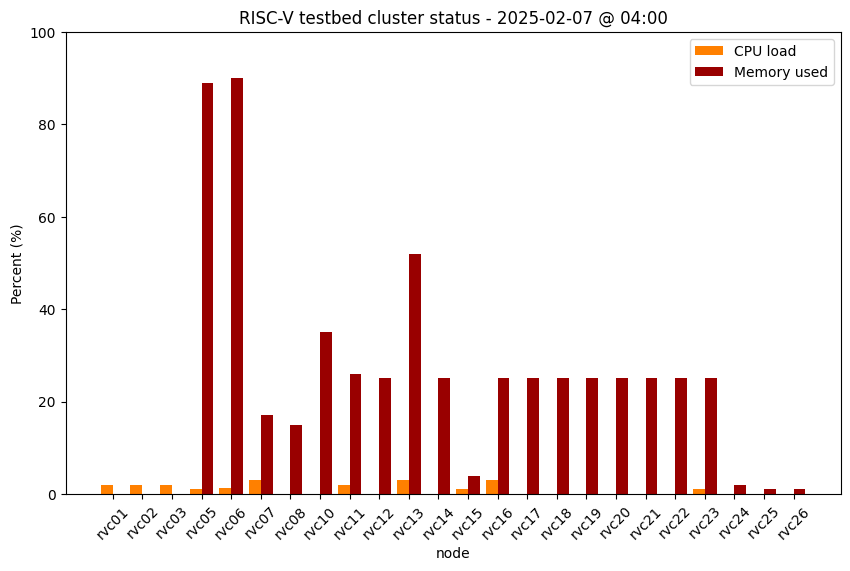 RISC-V testbed cluster status - 2025-02-07 @ 04:00
CPU load
Memory used
Percent (%)
100
80
60
40
20
0
rvc01 rvc02 rvc03 rvc05 rvc06 rvc07 rvc08 rvc10 rvc11 rvc12 rvc13 rvc14 rvc15 rvc16 rvc17 rvc18 rvc19 rvc20 rvc21 rvc22 rvc23 rvc24 rvc25 rvc26
node